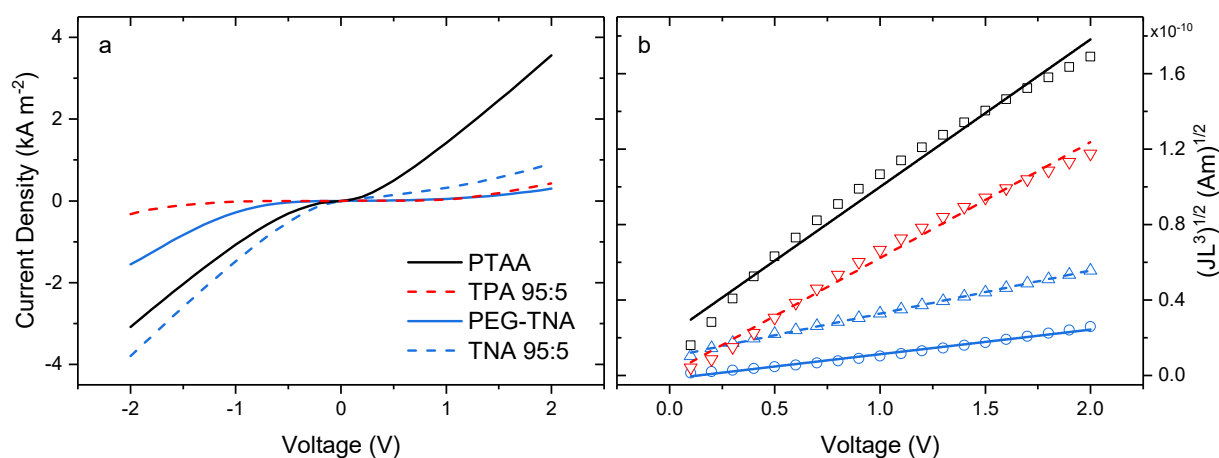 a
4
2
0
-2
-4
Current Density (kA m-2)
-2
-1
0
1
2
Voltage (V)
PTAA
TPA 95:5
PEG-TNA
TNA 95:5
b
x10-10
1.6
1.2
0.8
0.4
0.0
(JL3)1/2 (Am)1/2
0.0
0.5
1.0
1.5
2.0
Voltage (V)